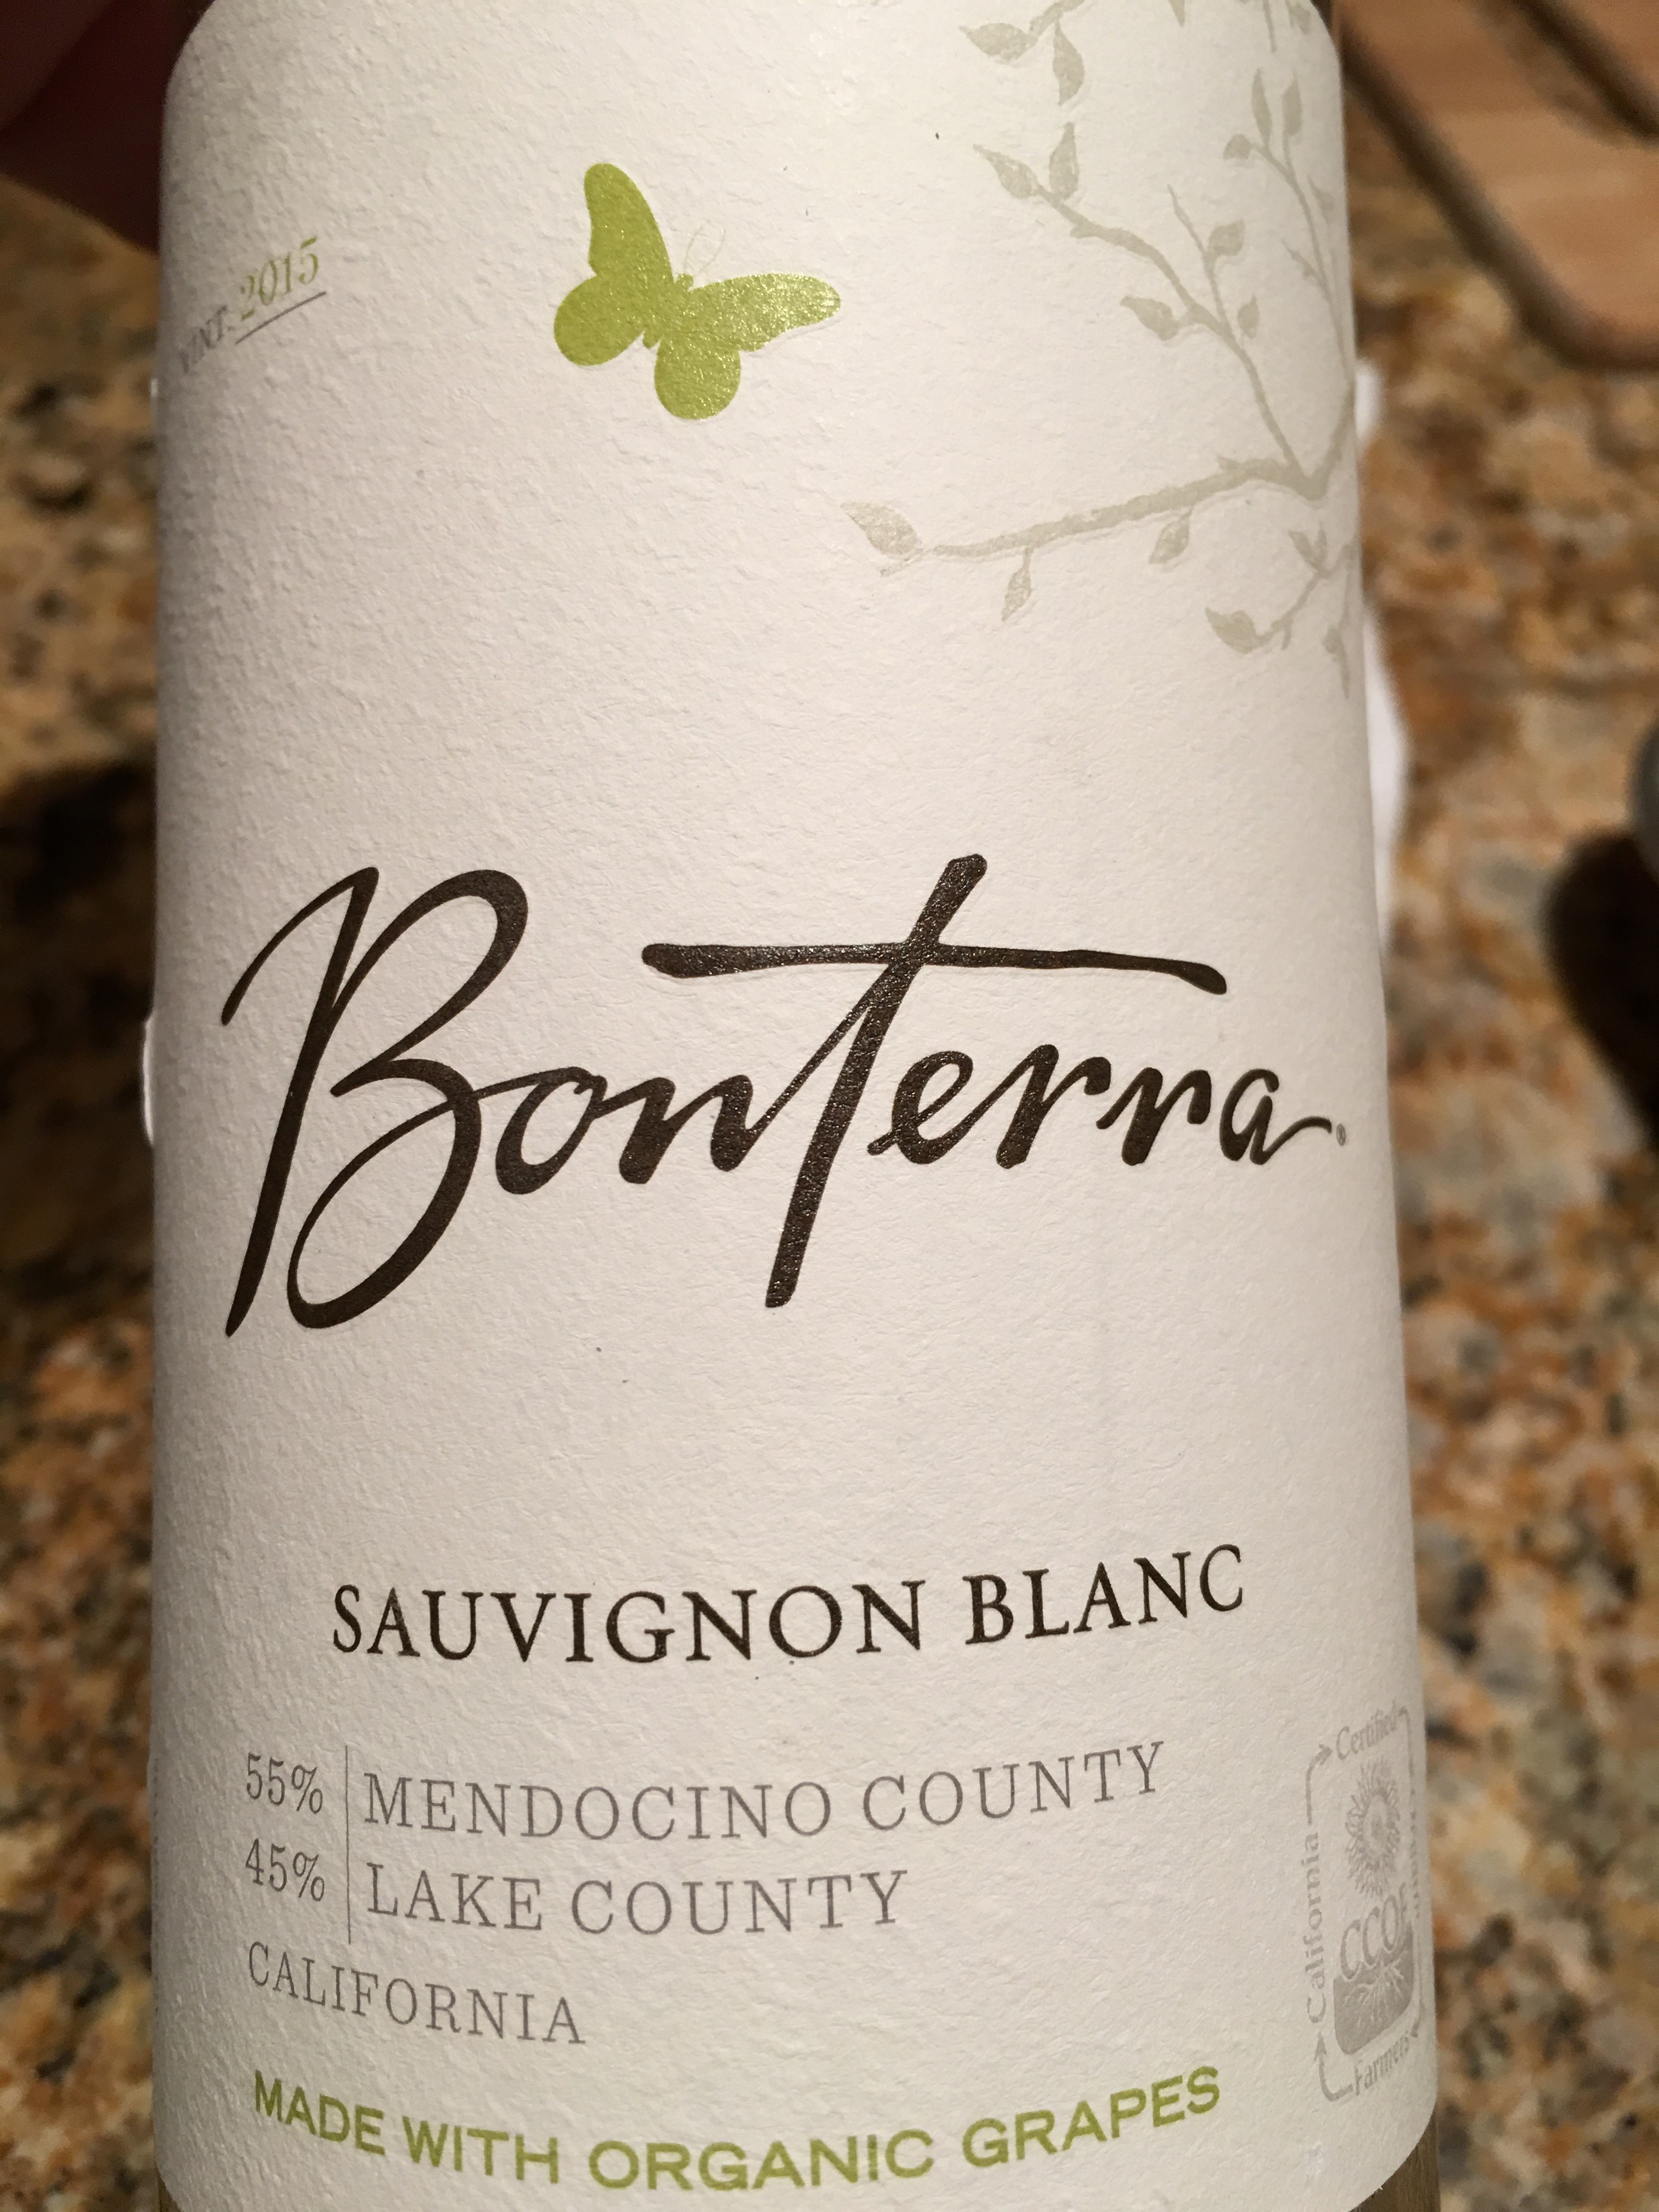 VINT. 2015
Bonterra®
SAUVIGNON BLANC
55% MENDOCINO COUNTY
45% LAKE COUNTY
CALIFORNIA
MADE WITH ORGANIC GRAPES
Certified
California
CCOF
Farmers